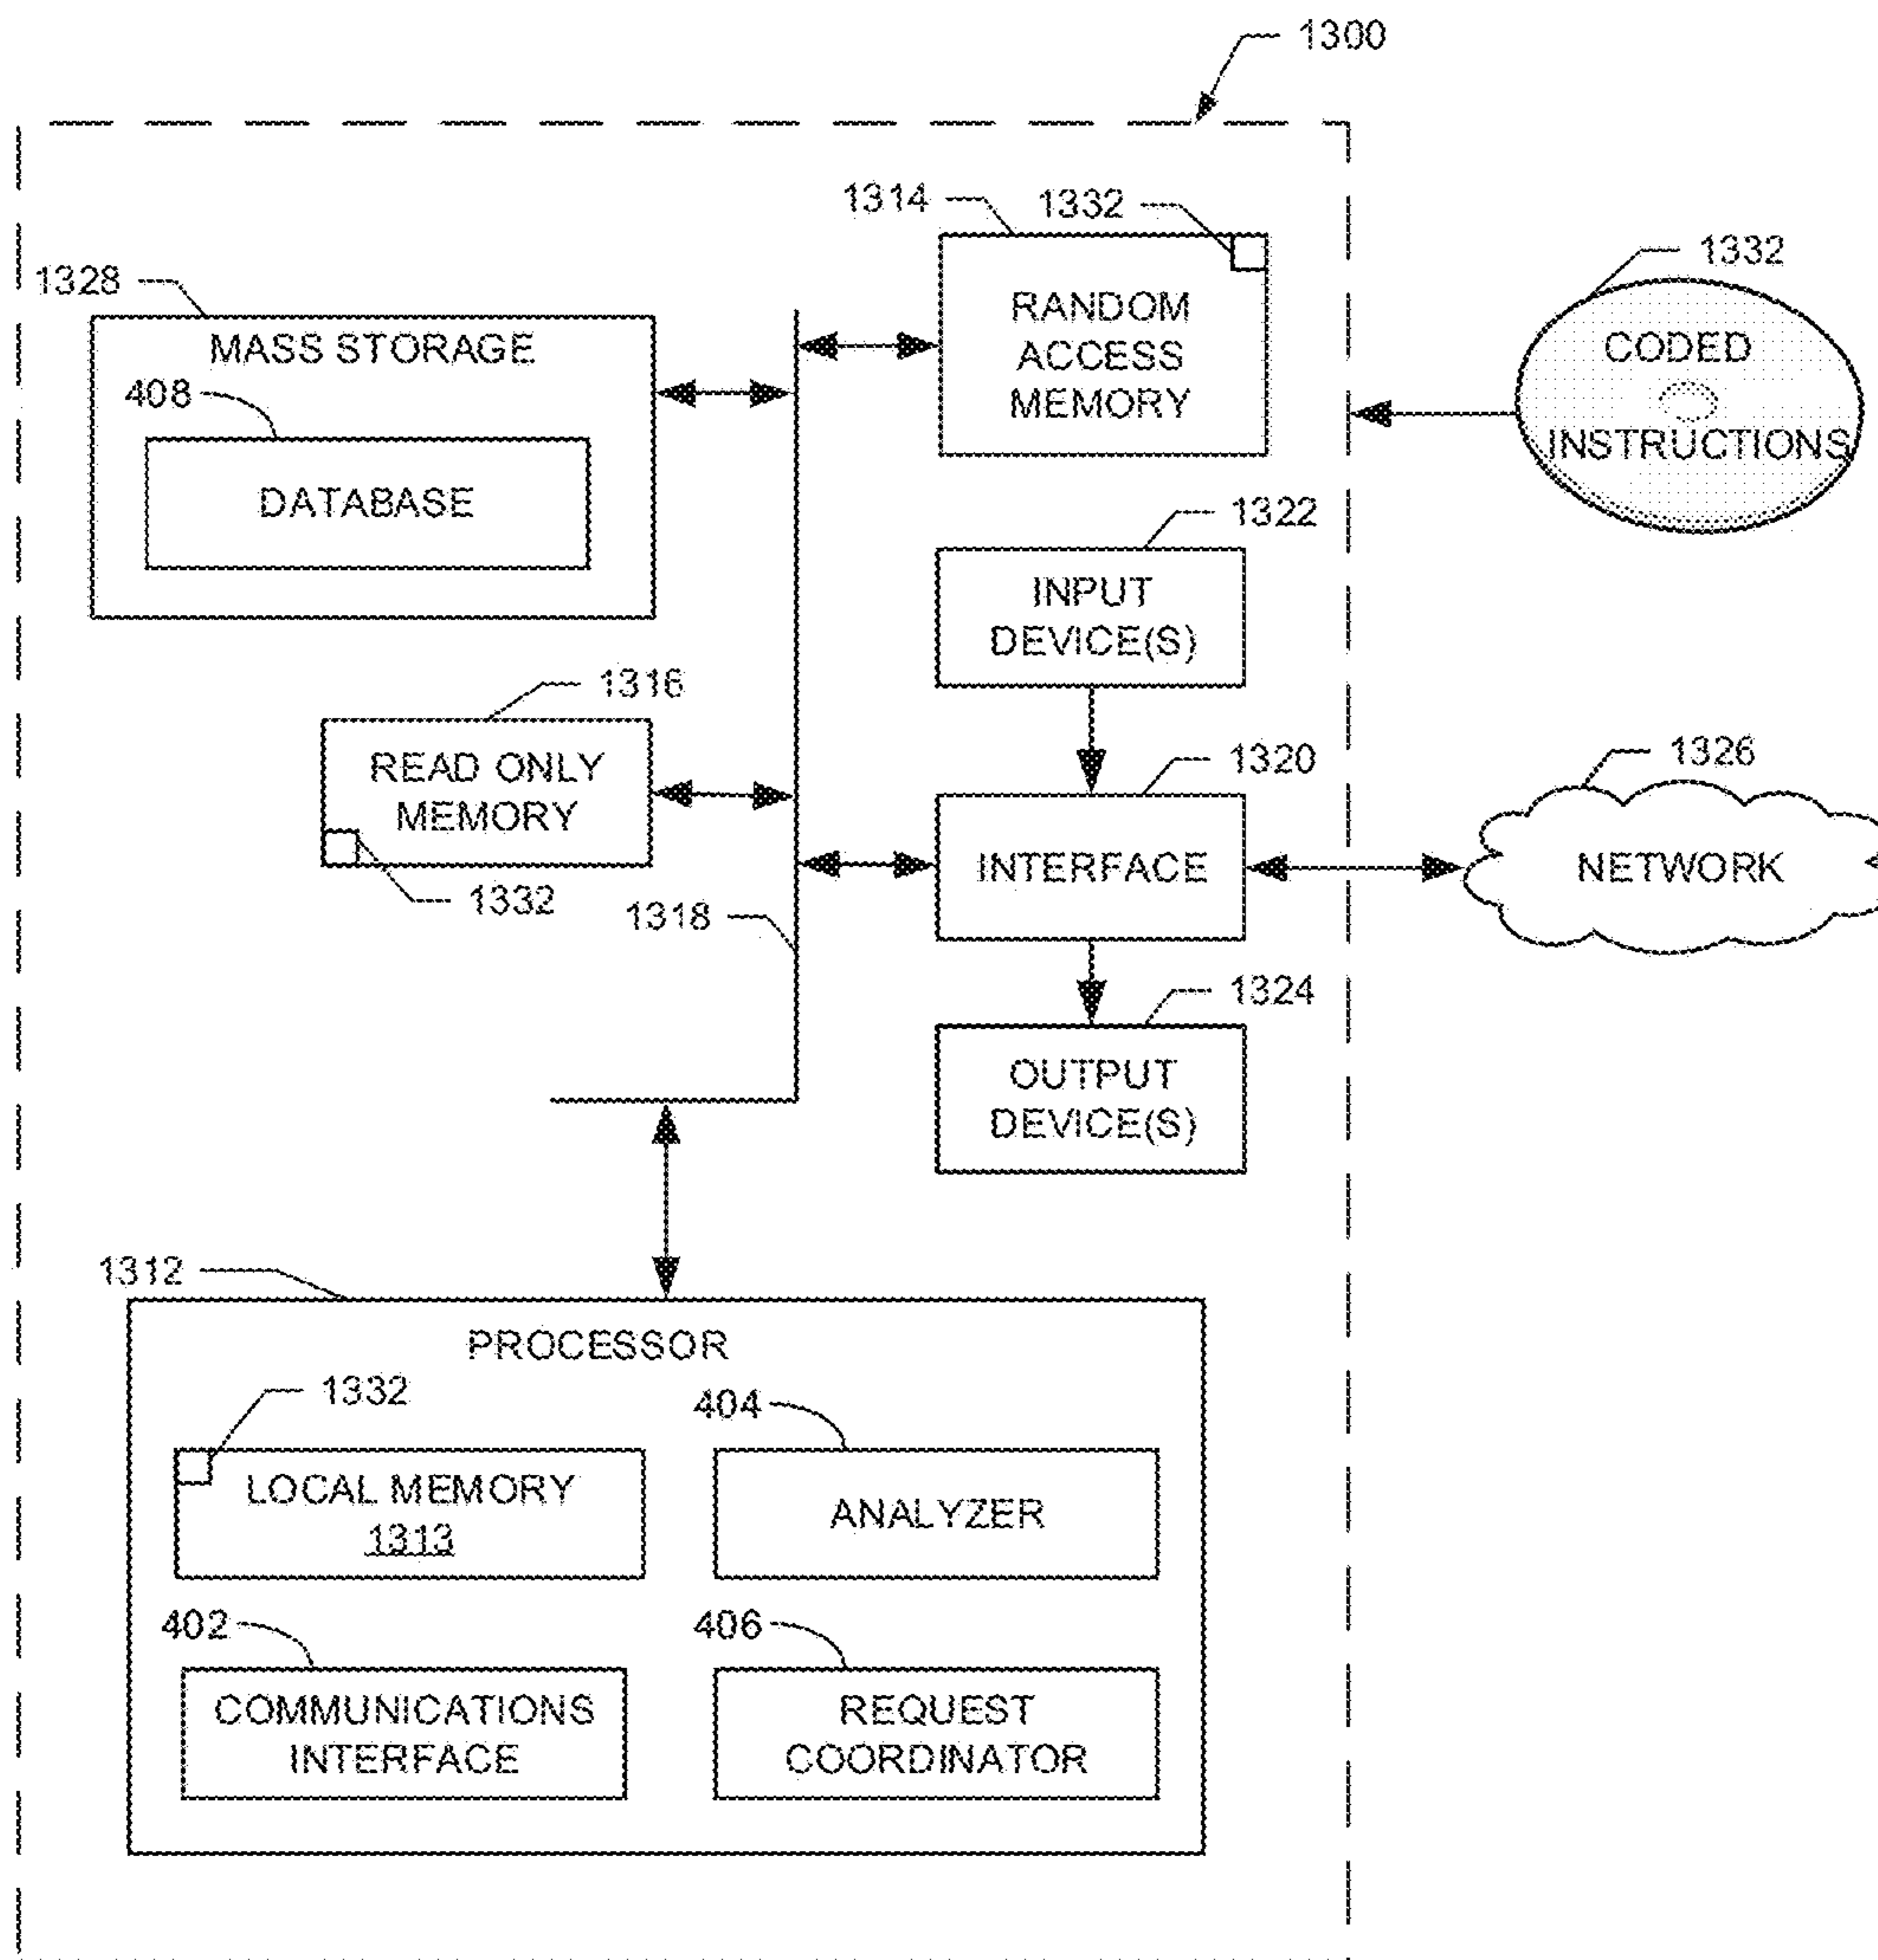 1300
1314
1332
1328
MASS STORAGE
408
DATABASE
RANDOM
ACCESS
MEMORY
1332
CODED
INSTRUCTIONS
1322
INPUT
DEVICE(S)
1316
READ ONLY
MEMORY
1332
1318
1320
INTERFACE
1326
NETWORK
1324
OUTPUT
DEVICE(S)
1312
PROCESSOR
1332
LOCAL MEMORY
1313
404
ANALYZER
402
COMMUNICATIONS
INTERFACE
406
REQUEST
COORDINATOR